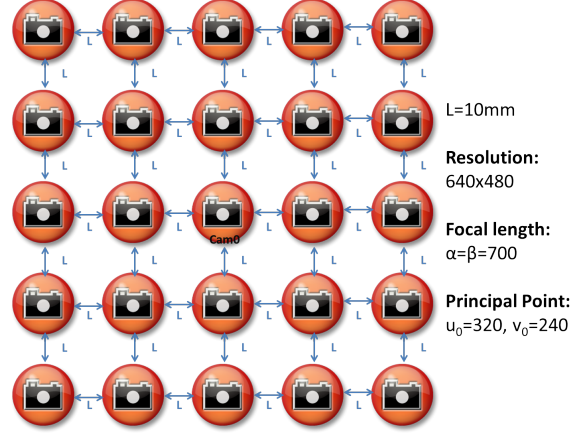 L L L L
L L L L L
L L L L
L L L L L
L L L L
Cam0
L L L L L
L L L L
L L L L L
L L L L
L=10mm
Resolution:
640x480
Focal length:
α=β=700
Principal Point:
u₀=320, v₀=240